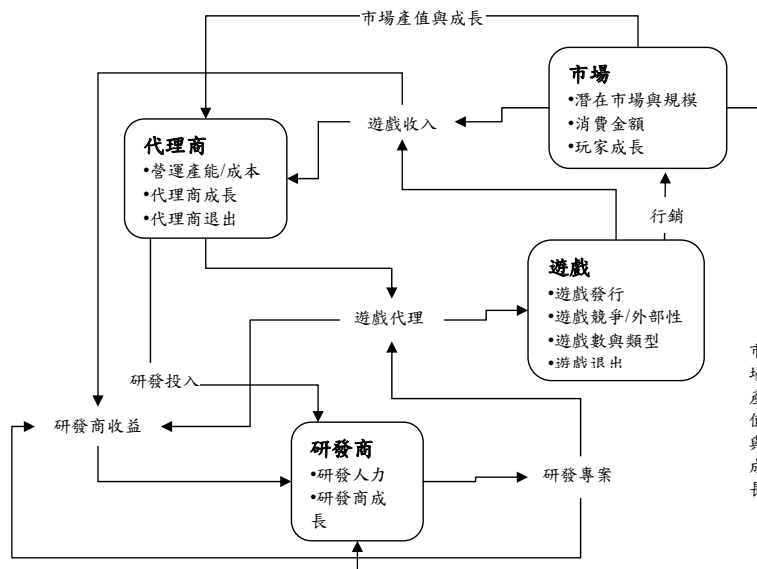 市場產值與成長
市場
•潛在市場與規模
•消費金額
•玩家成長
遊戲收入
代理商
•營運產能/成本
•代理商成長
•代理商退出
行銷
遊戲
•遊戲發行
•遊戲競爭/外部性
•遊戲數與類型
•遊戲退出
遊戲代理
市
場
產
值
與
成
長
研發投入
研發商收益
研發商
•研發人力
•研發商成
長
研發專案